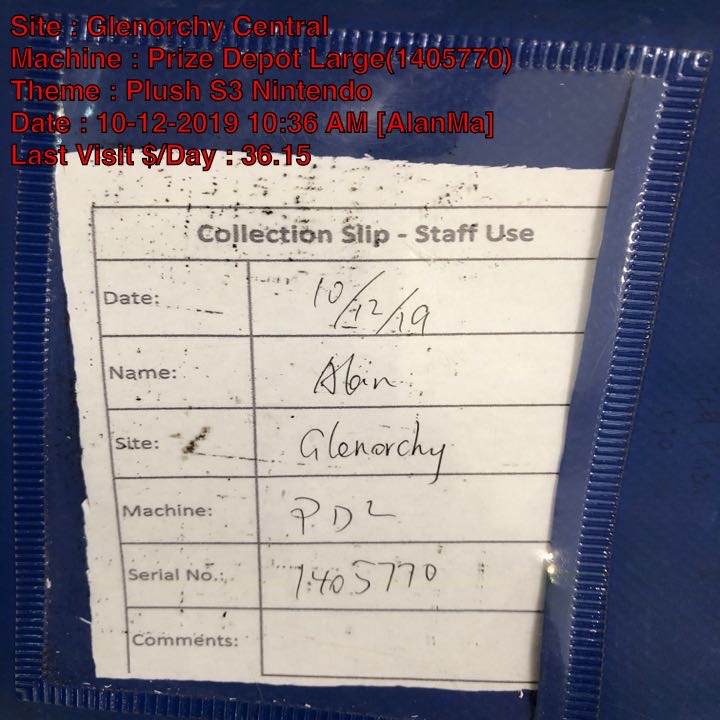 Site : Glenorchy Central
Machine : Prize Depot Large(1405770)
Theme : Plush S3 Nintendo
Date : 10-12-2019 10:36 AM [AlanMa]
Last Visit $/Day : 36.15
Collection Slip - Staff Use
Date: 10/12/19
Name: Alan
Site: Glenorchy
Machine: PDL
Serial No.: 1405770
Comments: